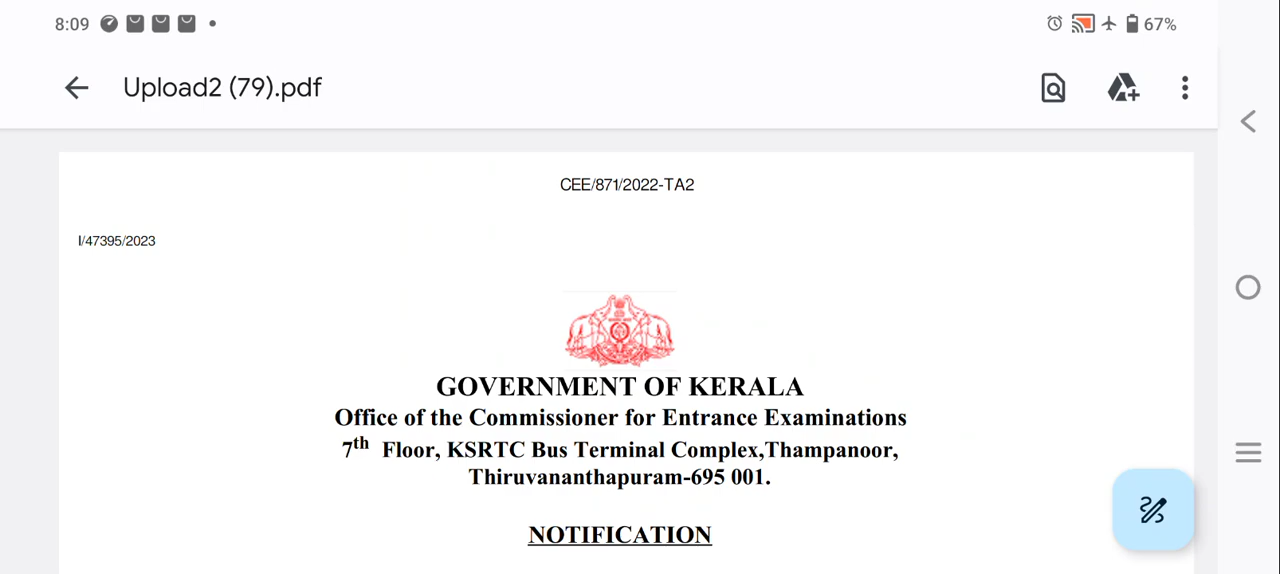 8:09
67%
Upload2 (79).pdf
CEE/871/2022-TA2
I/47395/2023
GOVERNMENT OF KERALA
Office of the Commissioner for Entrance Examinations
7th Floor, KSRTC Bus Terminal Complex,Thampanoor,
Thiruvananthapuram-695 001.
NOTIFICATION